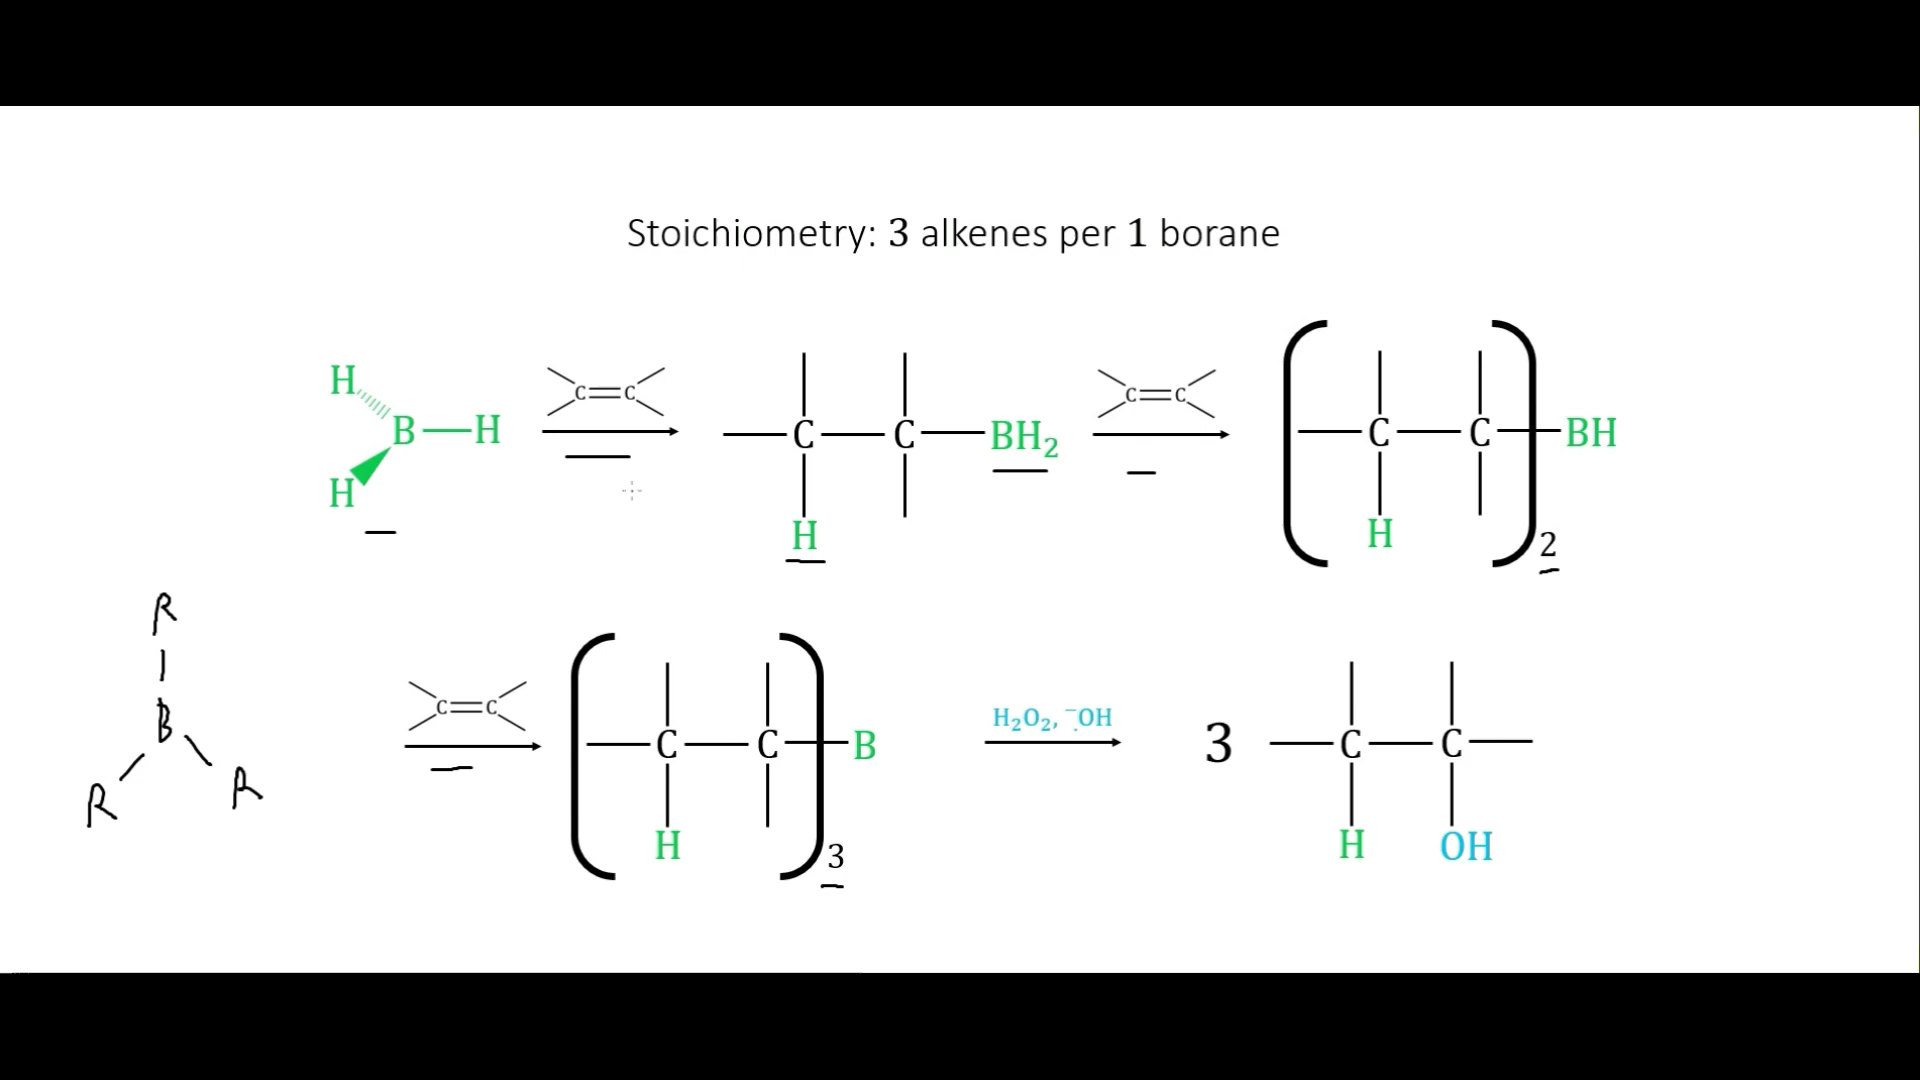 Stoichiometry: 3 alkenes per 1 borane
H
B H
H
C C
C C BH₂
H
C C
C C BH
H
2
R
B
R R
C C
C C B
H
3
H₂O₂, ⁻OH
3 C C
H OH